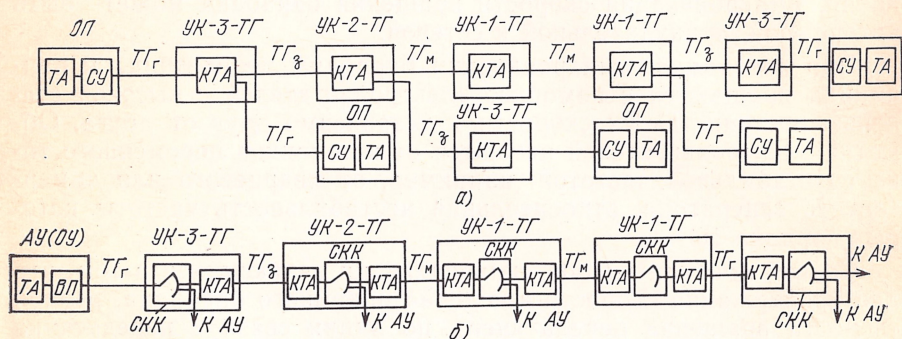 ОП УК-3-ТГ УК-2-ТГ УК-1-ТГ УК-1-ТГ УК-3-ТГ
ТГг ТГз ТГм ТГм ТГз ТГг
ТА СУ КТА КТА КТА КТА КТА СУ ТА
ОП УК-3-ТГ ОП
ТГг ТГз ТГг
СУ ТА КТА СУ ТА СУ ТА
а)
АУ(ОУ) УК-3-ТГ УК-2-ТГ УК-1-ТГ УК-1-ТГ
СКК СКК СКК
ТГг ТГз ТГм ТГм ТГг К АУ
ТА ВП КТА КТА КТА КТА КТА КТА КТА КТА
СКК К АУ К АУ К АУ СКК К АУ
б)